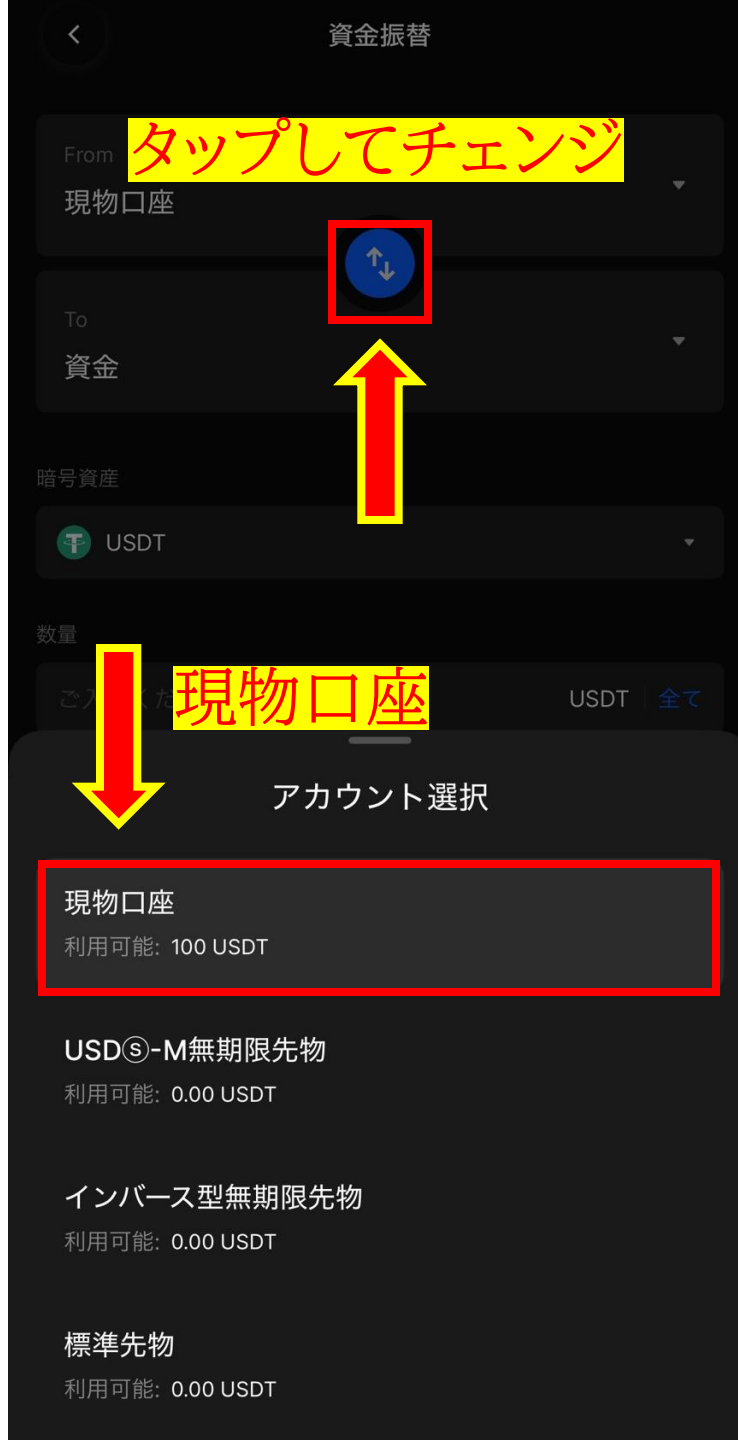 資金振替
From
タップしてチェンジ
現物口座
To
資金
暗号資産
USDT
数量
現物口座
USDT 全て
アカウント選択
現物口座
利用可能: 100 USDT
USDⓢ-M無期限先物
利用可能: 0.00 USDT
インバース型無期限先物
利用可能: 0.00 USDT
標準先物
利用可能: 0.00 USDT